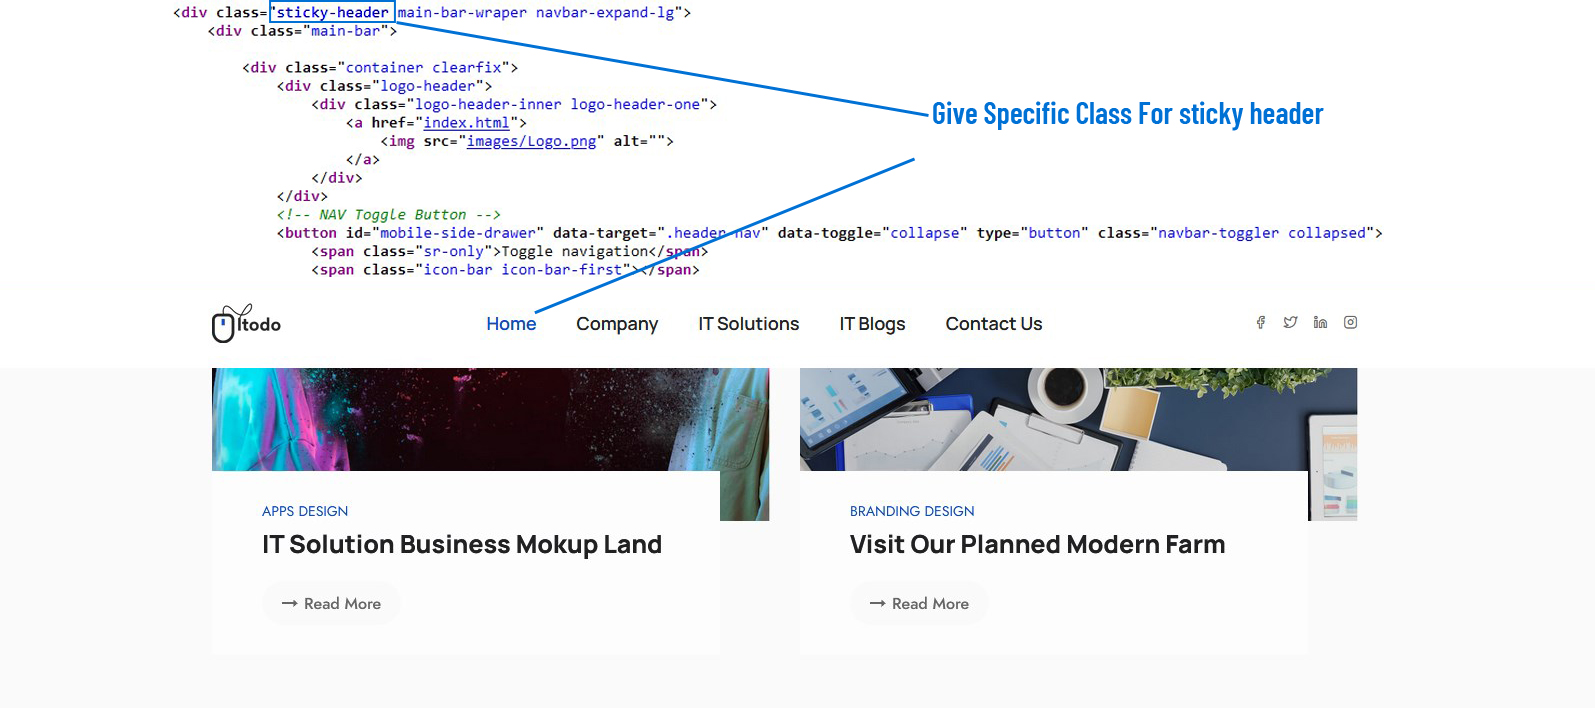 <div class="sticky-header main-bar-wraper navbar-expand-lg">
<div class="main-bar">
<div class="container clearfix">
<div class="logo-header">
<div class="logo-header-inner logo-header-one">
<a href="index.html">
<img src="images/Logo.png" alt="">
</a>
</div>
</div>
<!-- NAV Toggle Button -->
<button id="mobile-side-drawer" data-target=".header-nav" data-toggle="collapse" type="button" class="navbar-toggler collapsed">
<span class="sr-only">Toggle navigation</span>
<span class="icon-bar icon-bar-first"></span>
Give Specific Class For sticky header
Itodo
Home Company IT Solutions IT Blogs Contact Us
APPS DESIGN
IT Solution Business Mokup Land
→ Read More
BRANDING DESIGN
Visit Our Planned Modern Farm
→ Read More